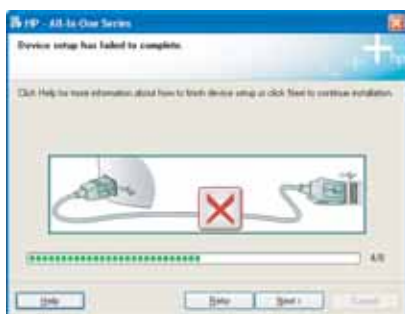 HP - All-In-One Series
Device setup has failed to complete.
Click Help for more information about how to finish device setup or click Next to continue installation.
Help
Retry
Next >
Cancel